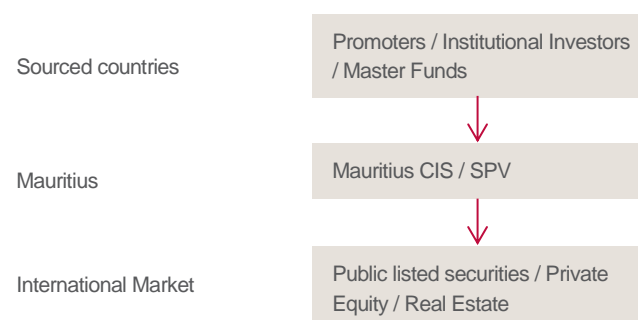 Sourced countries
Promoters / Institutional Investors
/ Master Funds
Mauritius
Mauritius CIS / SPV
International Market
Public listed securities / Private
Equity / Real Estate